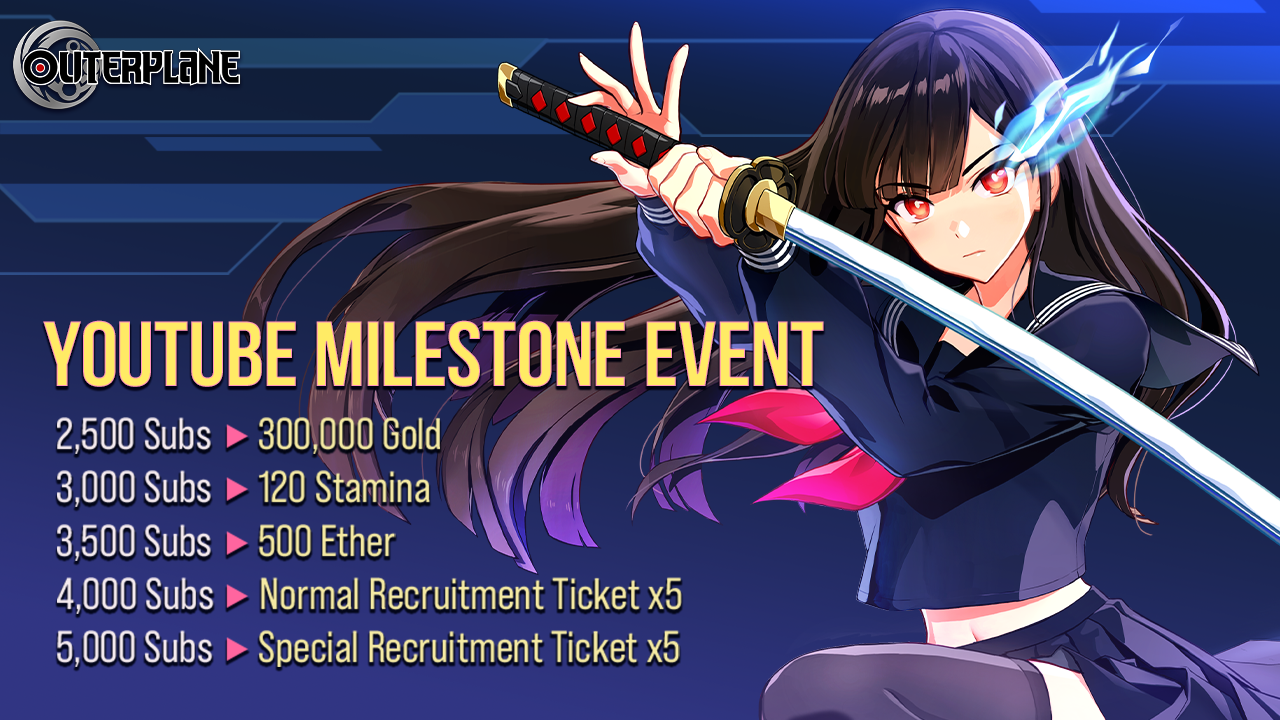 OUTERPLANE
YOUTUBE MILESTONE EVENT
2,500 Subs ▶ 300,000 Gold
3,000 Subs ▶ 120 Stamina
3,500 Subs ▶ 500 Ether
4,000 Subs ▶ Normal Recruitment Ticket x5
5,000 Subs ▶ Special Recruitment Ticket x5